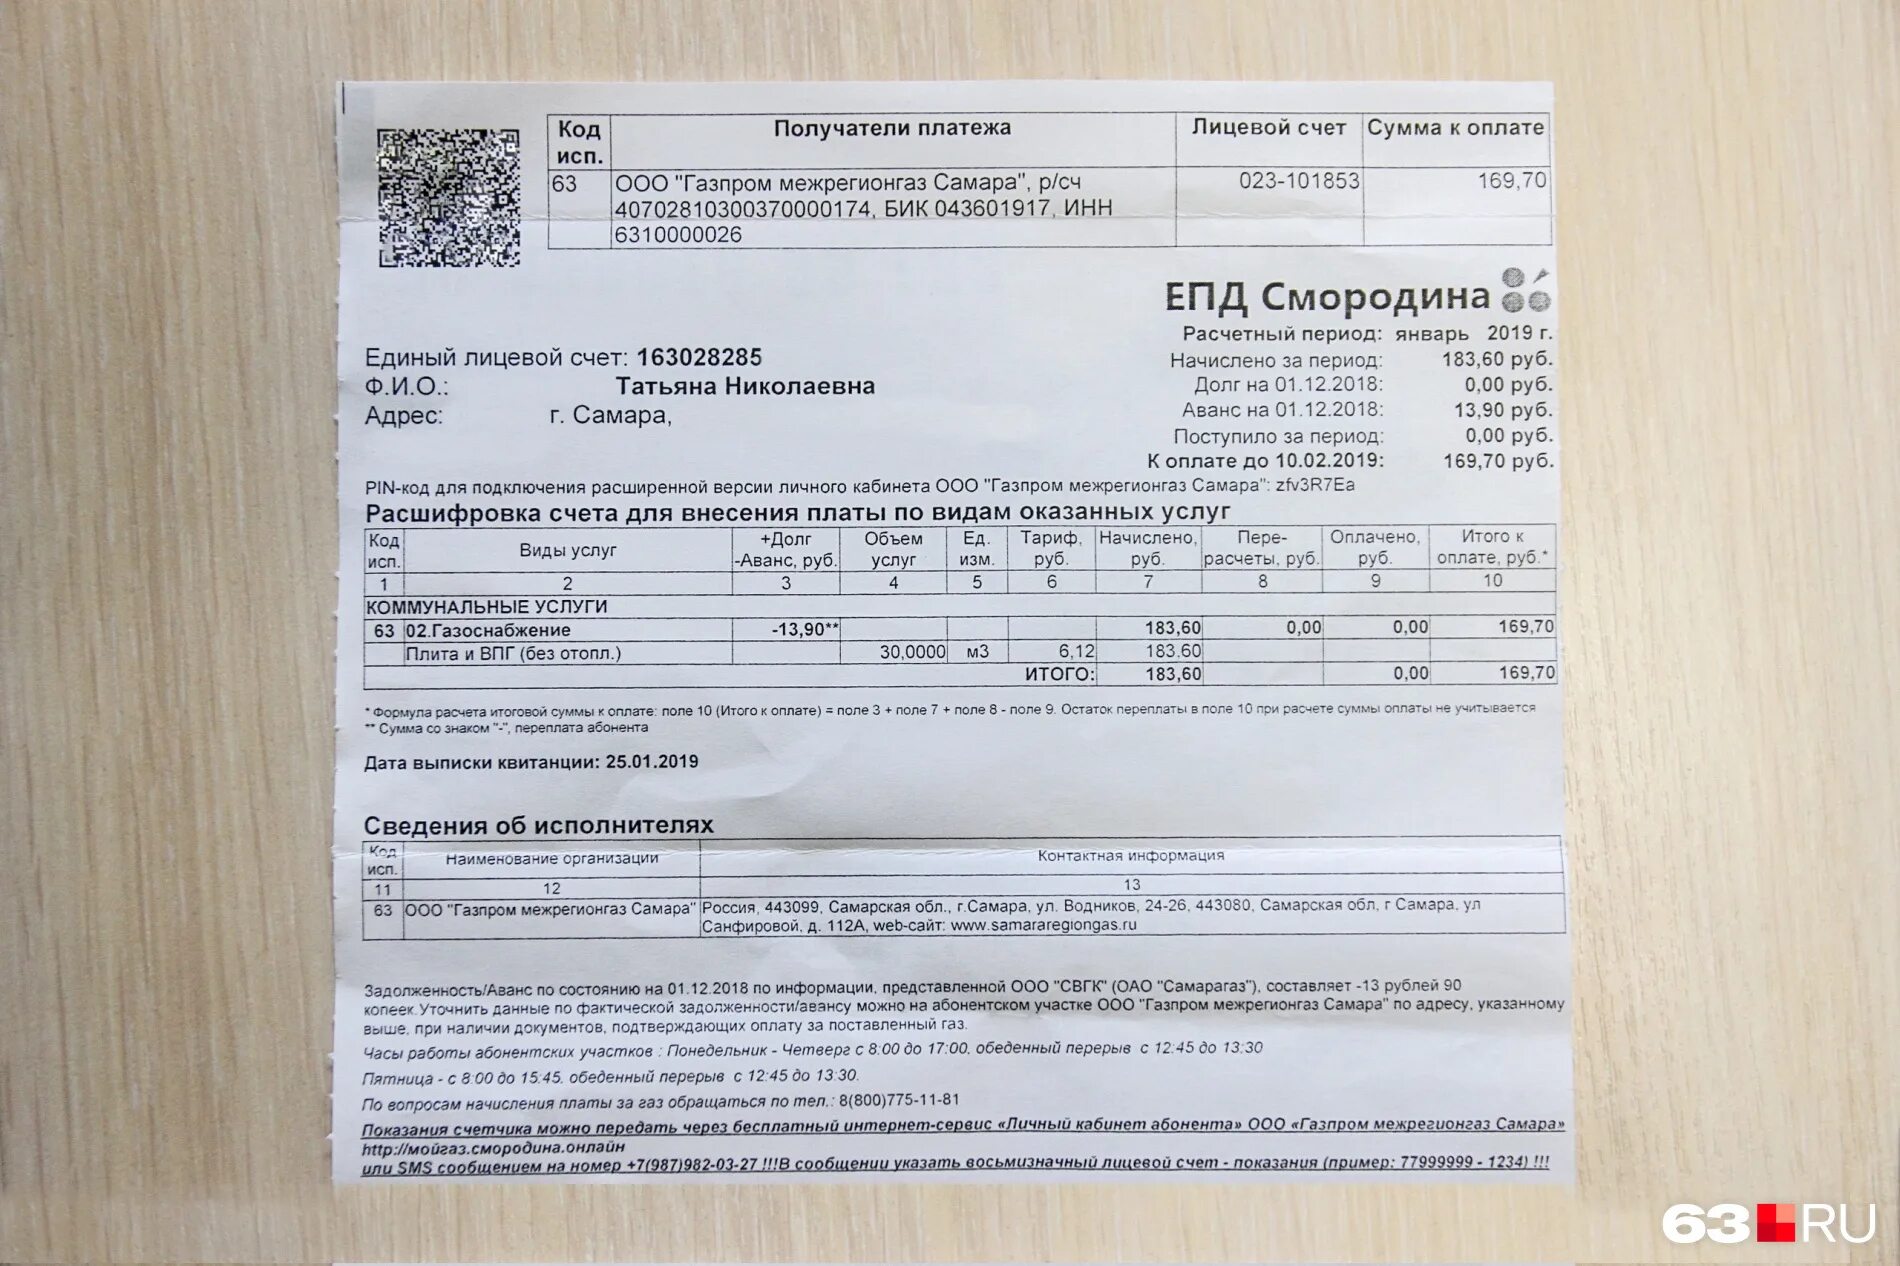 Код исп. Получатели платежа Лицевой счет Сумма к оплате
63 ООО "Газпром межрегионгаз Самара", р/сч 023-101853 169,70
40702810300370000174, БИК 043601917, ИНН
6310000026
ЕПД Смородина
Расчетный период: январь 2019 г.
Начислено за период: 183,60 руб.
Долг на 01.12.2018: 0,00 руб.
Аванс на 01.12.2018: 13,90 руб.
Поступило за период: 0,00 руб.
К оплате до 10.02.2019: 169,70 руб.
Единый лицевой счет: 163028285
Ф.И.О.: Татьяна Николаевна
Адрес: г. Самара,
PIN-код для подключения расширенной версии личного кабинета ООО "Газпром межрегионгаз Самара": zfv3R7Ea
Расшифровка счета для внесения платы по видам оказанных услуг
Код исп. Виды услуг +Долг -Аванс, руб. Объем услуг Ед. изм. Тариф, руб. Начислено, руб. Пере-расчеты, руб. Оплачено, руб. Итого к оплате, руб.*
1 2 3 4 5 6 7 8 9 10
КОММУНАЛЬНЫЕ УСЛУГИ
63 02.Газоснабжение -13,90** 183,60 0,00 0,00 169,70
Плита и ВПГ (без отопл.) 30,0000 м3 6,12 183,60
ИТОГО: 183,60 0,00 169,70
* Формула расчета итоговой суммы к оплате: поле 10 (Итого к оплате) = поле 3 + поле 7 + поле 8 - поле 9. Остаток переплаты в поле 10 при расчете суммы оплаты не учитывается
** Сумма со знаком "-", переплата абонента
Дата выписки квитанции: 25.01.2019
Сведения об исполнителях
Код исп. Наименование организации Контактная информация
11 12 13
63 ООО "Газпром межрегионгаз Самара" Россия, 443099, Самарская обл., г.Самара, ул. Водников, 24-26, 443080, Самарская обл, г Самара, ул
Санфировой, д. 112А, web-сайт: www.samararegiongas.ru
Задолженность/Аванс по состоянию на 01.12.2018 по информации, представленной ООО "СВГК" (ОАО "Самарагаз"), составляет -13 рублей 90
копеек.Уточнить данные по фактической задолженности/авансу можно на абонентском участке ООО "Газпром межрегионгаз Самара" по адресу, указанному
выше, при наличии документов, подтверждающих оплату за поставленный газ.
Часы работы абонентских участков : Понедельник - Четверг с 8:00 до 17:00, обеденный перерыв с 12:45 до 13:30
Пятница - с 8:00 до 15:45, обеденный перерыв с 12:45 до 13:30.
По вопросам начисления платы за газ обращаться по тел.: 8(800)775-11-81
Показания счетчика можно передать через бесплатный интернет-сервис «Личный кабинет абонента» ООО «Газпром межрегионгаз Самара»
http://мойгаз.смородина.онлайн
или SMS сообщением на номер +7(987)982-03-27 !!!В сообщении указать восьмизначный лицевой счет - показания (пример: 77999999 - 1234) !!!
63.RU